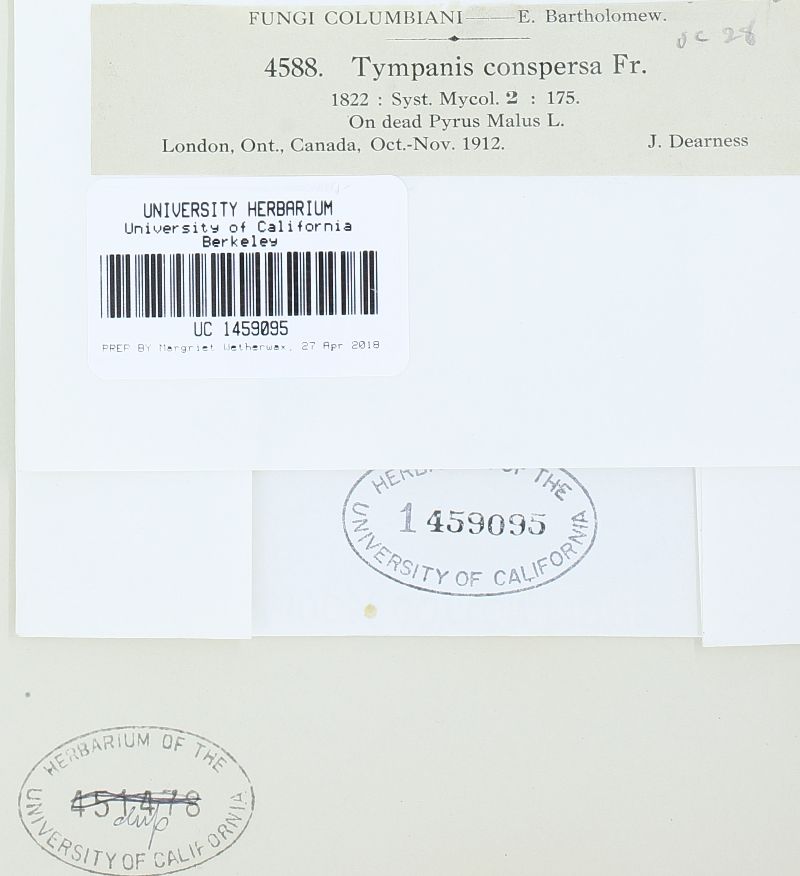 FUNGI COLUMBIANI—E. Bartholomew.
UC 28
4588. Tympanis conspersa Fr.
1822 : Syst. Mycol. 2 : 175.
On dead Pyrus Malus L.
London, Ont., Canada, Oct.-Nov. 1912. J. Dearness
UNIVERSITY HERBARIUM
University of California
Berkeley
UC 1459095
PREP BY Margriet Wetherwax, 27 Apr 2018
HERBARIUM OF THE
1459095
UNIVERSITY OF CALIFORNIA
HERBARIUM OF THE
451478
dup
UNIVERSITY OF CALIFORNIA